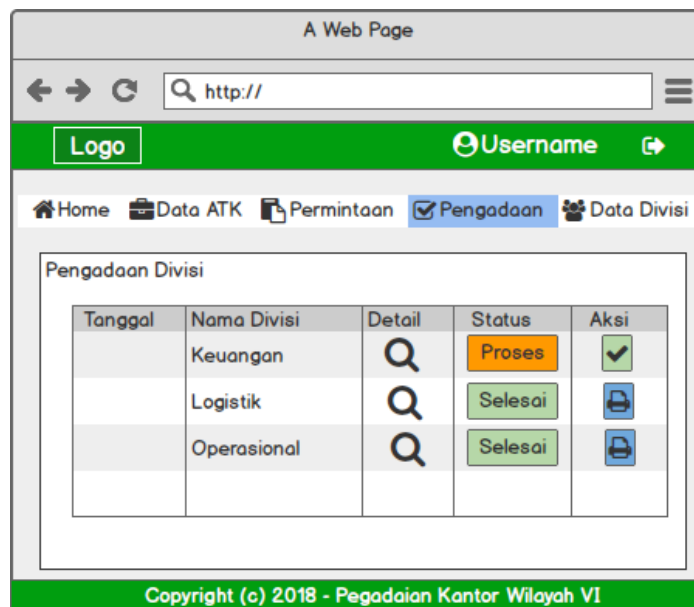 A Web Page
http://
Logo Username
Home Data ATK Permintaan Pengadaan Data Divisi
Pengadaan Divisi
Tanggal Nama Divisi Detail Status Aksi
Keuangan Proses
Logistik Selesai
Operasional Selesai
Copyright (c) 2018 - Pegadaian Kantor Wilayah VI